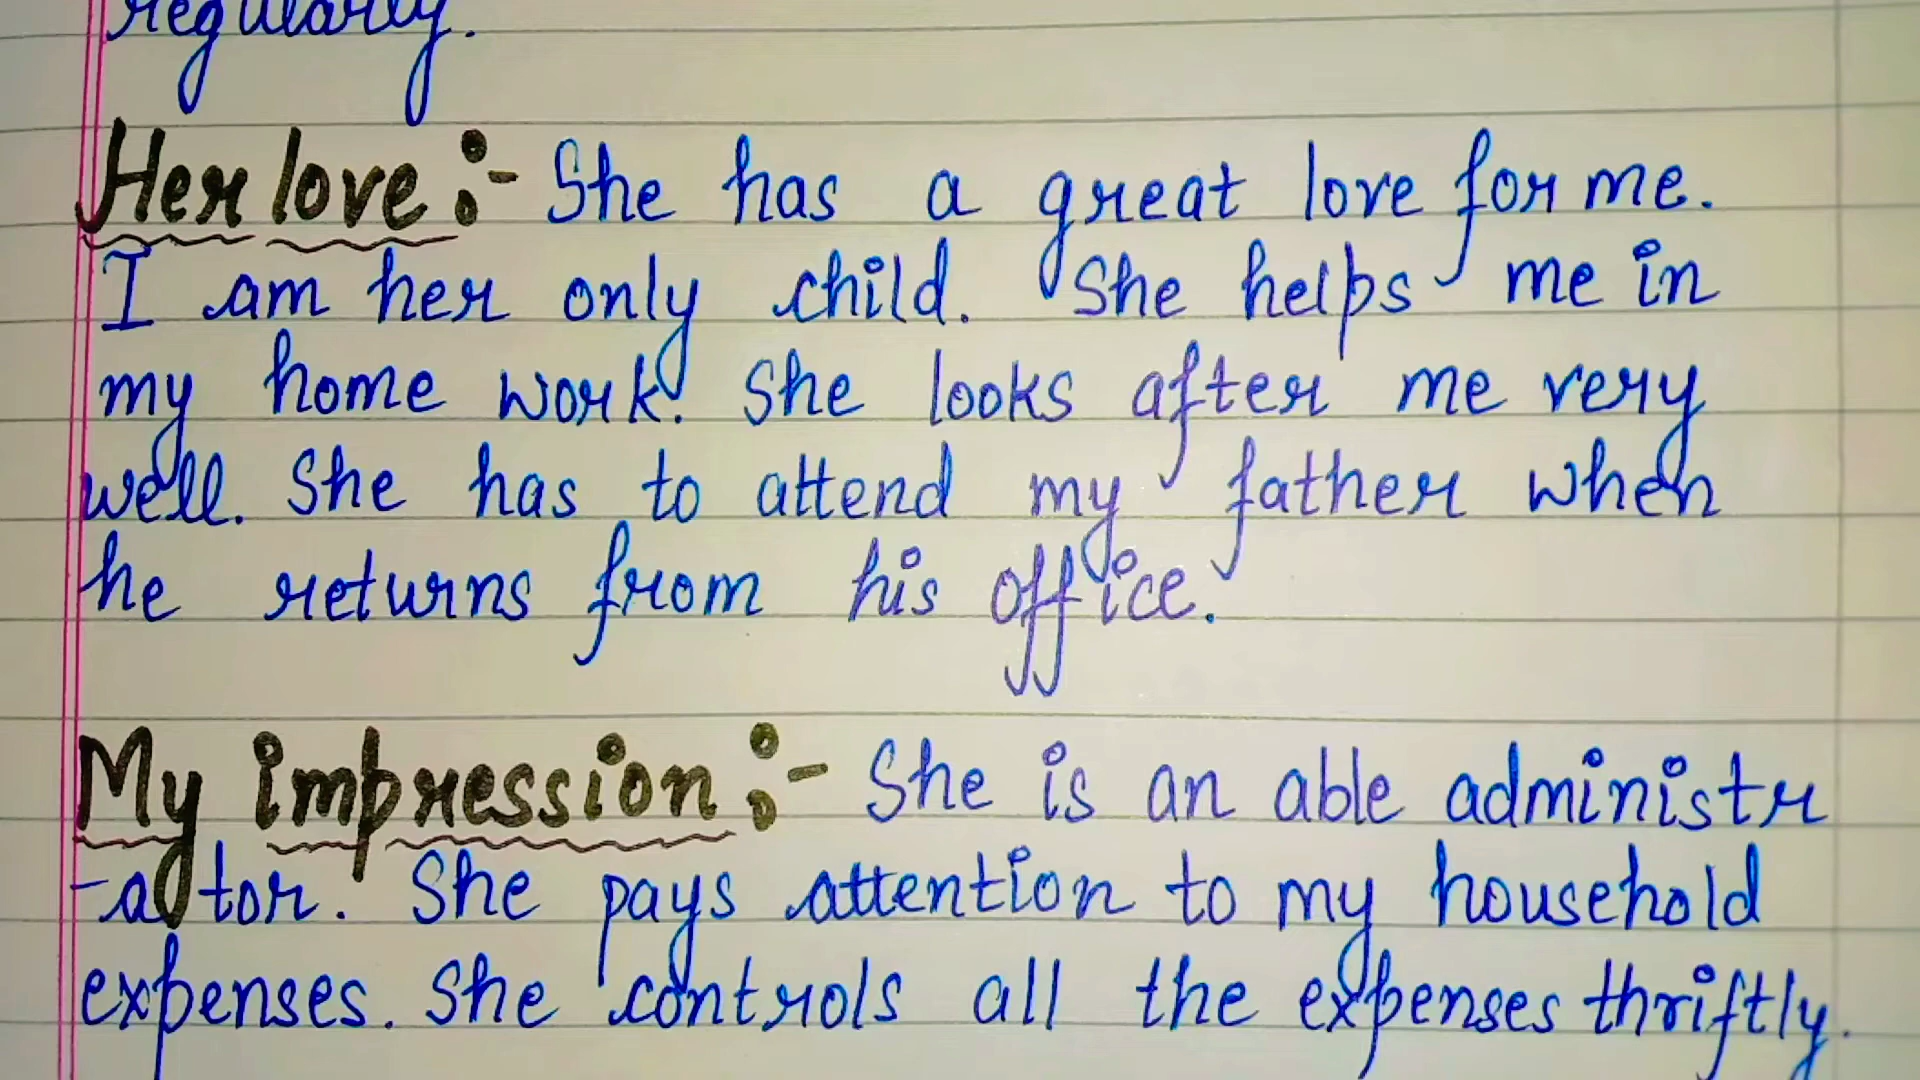 regularly.
Her love :- She has a great love for me.
I am her only child. She helps me in
my home work. She looks after me very
well. She has to attend my father when
he returns from his office.
My impression :- She is an able administr
-ator. She pays attention to my household
expenses. She controls all the expenses thriftly.